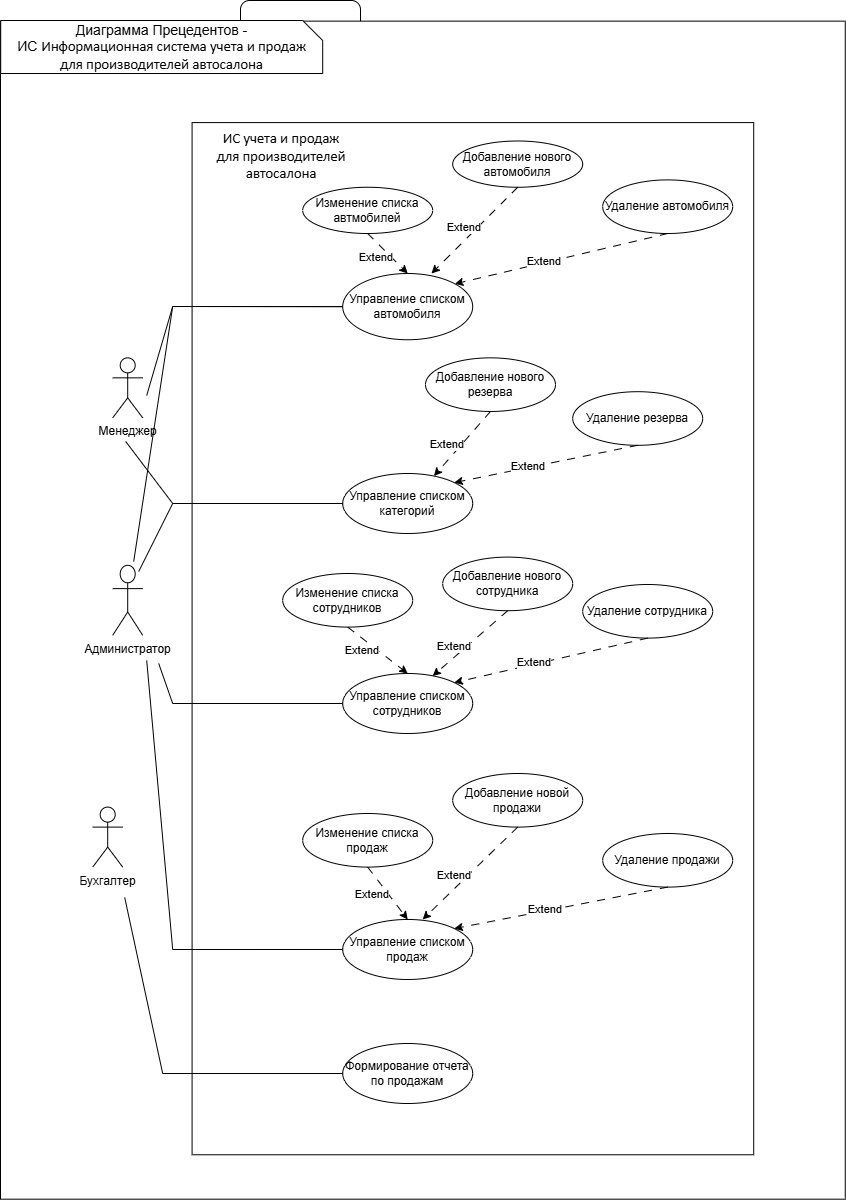 Диаграмма Прецедентов -
ИС Информационная система учета и продаж
для производителей автосалона
ИС учета и продаж
для производителей
автосалона
Добавление нового
автомобиля
Изменение списка
автмобилей
Удаление автомобиля
Extend
Extend
Extend
Управление списком
автомобиля
Менеджер
Добавление нового
резерва
Удаление резерва
Extend
Extend
Управление списком
категорий
Администратор
Изменение списка
сотрудников
Добавление нового
сотрудника
Удаление сотрудника
Extend
Extend
Extend
Управление списком
сотрудников
Бухгалтер
Добавление новой
продажи
Изменение списка
продаж
Удаление продажи
Extend
Extend
Extend
Управление списком
продаж
Формирование отчета
по продажам